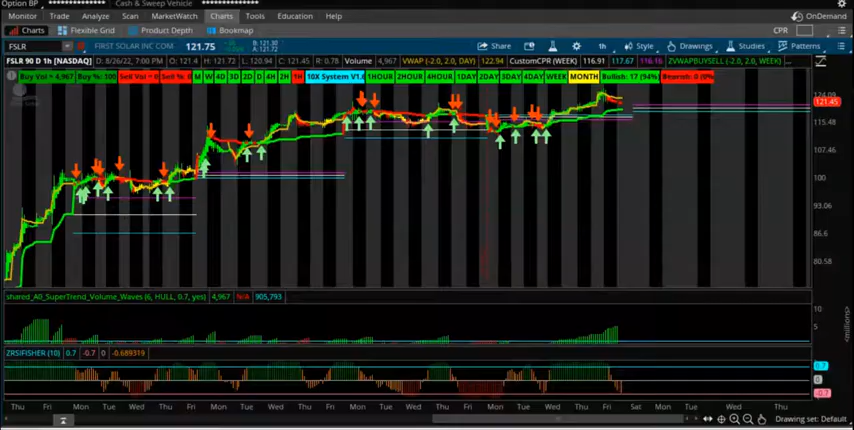 Option BP ******************* Cash & Sweep Vehicle *******************
Monitor Trade Analyze Scan MarketWatch Charts Tools Education Help OnDemand
Charts Flexible Grid Product Depth Bookmap CPR
FSLR FIRST SOLAR INC COM 121.75 B: 121.30 A: 121.72 Share 1h Style Drawings Studies Patterns
FSLR 90 D 1h [NASDAQ] D: 8/26/22, 7:00 PM O: 121.4 H: 121.72 L: 120.94 C: 121.45 R: 0.78 Volume 4,967 VWAP (-2.0, 2.0, DAY) 122.94 CustomCPR (WEEK) 116.91 117.67 116.16 ZVWAPBUYSELL (-2.0, 2.0, WEEK)
Buy Vol = 4,967 Buy %: 100 Sell Vol = 0 Sell %: 0 M W 4D 3D 2D D 4H 2H 1H 10X System V1. 1HOUR 2HOUR 4HOUR 1DAY 2DAY 3DAY 4DAY WEEK MONTH Bullish: 17 (94%) Bearish: 0 (0%
124.09
121.45
115.48
107.46
100
93.06
86.6
80.58
shared_A0_SuperTrend_Volume_Waves (6, HULL, 0.7, yes) 4,967 N/A 905,793
10
5
<millions>
ZRSIFISHER (10) 0.7 -0.7 0 -0.689319
0.7
0
-0.7
Thu Fri Mon Tue Wed Thu Fri Mon Tue Wed Thu Fri Mon Tue Wed Thu Fri Mon Tue Wed Thu Fri Sat Mon Tue Wed Thu
Drawing set: Default